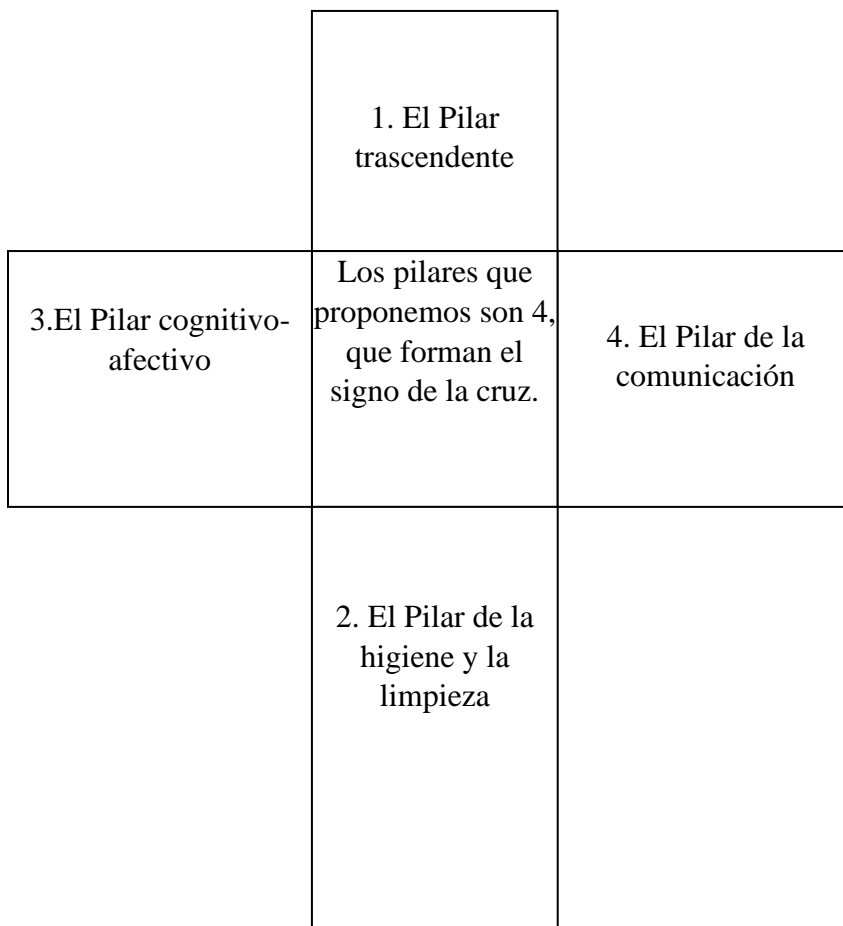 1. El Pilar
trascendente
3.El Pilar cognitivo-
afectivo
Los pilares que
proponemos son 4,
que forman el
signo de la cruz.
4. El Pilar de la
comunicación
2. El Pilar de la
higiene y la
limpieza